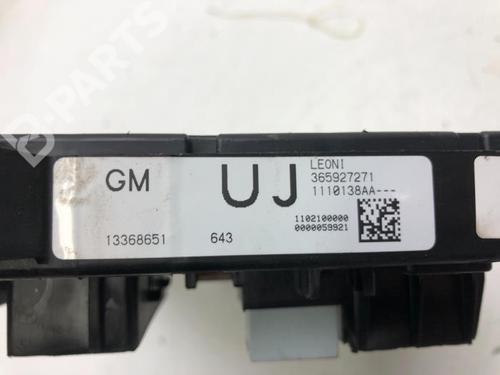 B-PARTS
GM
UJ
LEONI
365927271
1110138AA---
1102100000
0000059921
13368651
643